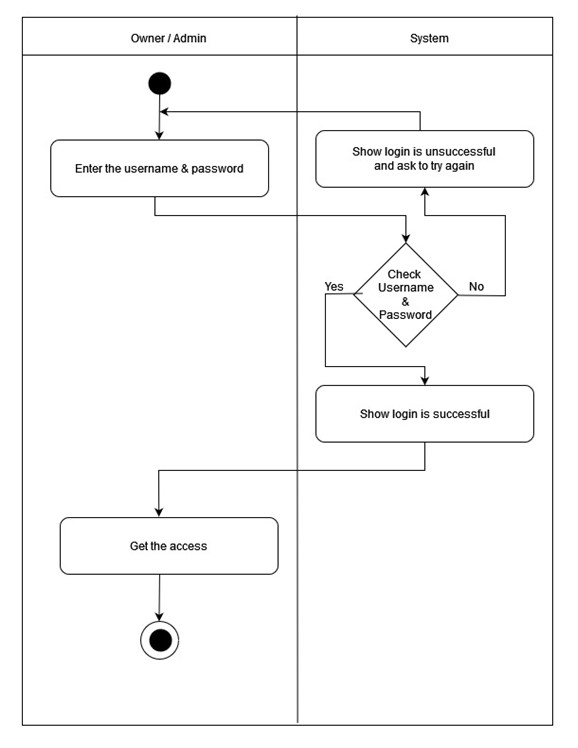 Owner / Admin
System
Enter the username & password
Show login is unsuccessful
and ask to try again
Check
Username
&
Password
Yes
No
Show login is successful
Get the access